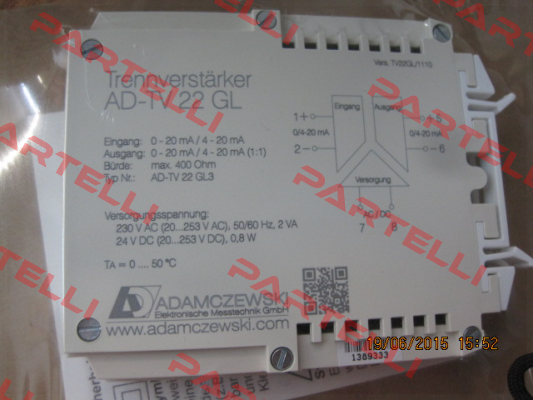 Vers. TV22GL/1110
Trennverstärker
AD-TV 22 GL
Eingang: 0 - 20 mA / 4 - 20 mA
Ausgang: 0 - 20 mA / 4 - 20 mA (1:1)
Bürde: max. 400 Ohm
Typ Nr.: AD-TV 22 GL3
Eingang
Ausgang
1+
0/4-20 mA
2-
5
0/4-20 mA
-6
Versorgung
AC / DC
7 8
Versorgungsspannung:
230 V AC (20...253 V AC), 50/60 Hz, 2 VA
24 V DC (20...253 V DC), 0,8 W
TA = 0 .... 50 °C
ADAMCZEWSKI
Elektronische Messtechnik GmbH
www.adamczewski.com
1389333
19/06/2015 15:52
PARTELLI
PARTELLI
PARTELLI
PARTELLI
PARTELLI